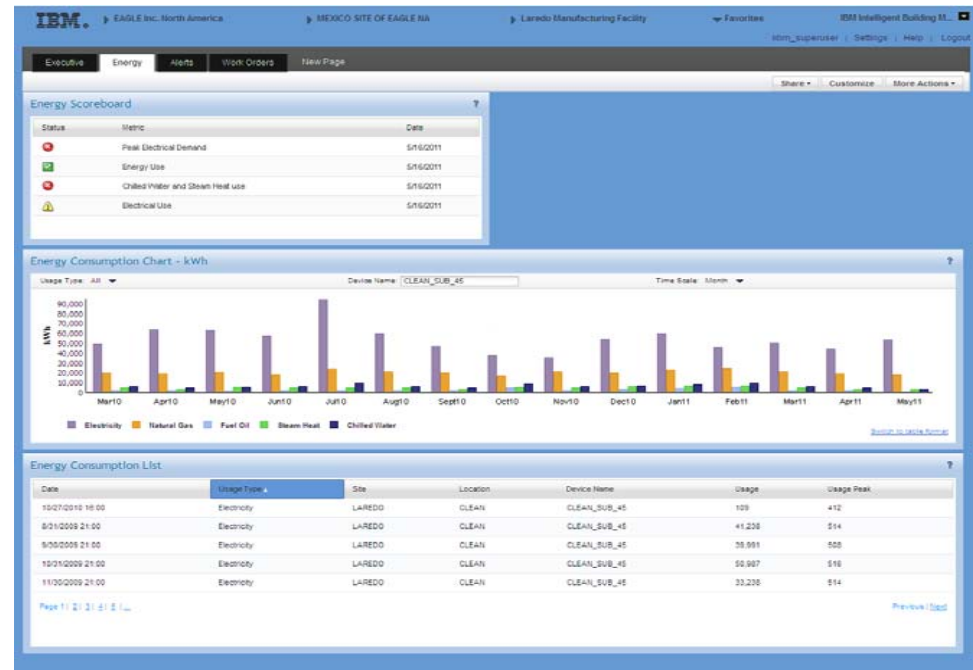 IBM. EAGLE Inc. North America MEXICO SITE OF EAGLE NA Laredo Manufacturing Facility Favorites IBM Intelligent Building M...
ibm_superuser | Settings | Help | Logout
Executive Energy Alerts Work Orders New Page
Share Customize More Actions
Energy Scoreboard ?
Status Metric Date
Peak Electrical Demand 5/16/2011
Energy Use 5/16/2011
Chilled Water and Steam Heat use 5/16/2011
Electrical Use 5/16/2011
Energy Consumption Chart - kWh ?
Usage Type: All Device Name: CLEAN_SUB_45 Time Scale: Month
kWh
90,000
80,000
70,000
60,000
50,000
40,000
30,000
20,000
10,000
0
Mar10 Apr10 May10 Jun10 Jul10 Aug10 Sept10 Oct10 Nov10 Dec10 Jan11 Feb11 Mar11 Apr11 May11
Electricity Natural Gas Fuel Oil Steam Heat Chilled Water
Switch to table format
Energy Consumption List ?
Date Usage Type Site Location Device Name Usage Usage Peak
10/27/2010 16:00 Electricity LAREDO CLEAN CLEAN_SUB_45 109 412
8/31/2009 21:00 Electricity LAREDO CLEAN CLEAN_SUB_45 41,238 514
9/30/2009 21:00 Electricity LAREDO CLEAN CLEAN_SUB_45 508
10/31/2009 21:00 Electricity LAREDO CLEAN CLEAN_SUB_45 50,987 516
11/30/2009 21:00 Electricity LAREDO CLEAN CLEAN_SUB_45 33,238 514
Page 1 | 2 | 3 | 4 | 5 | ... Previous | Next